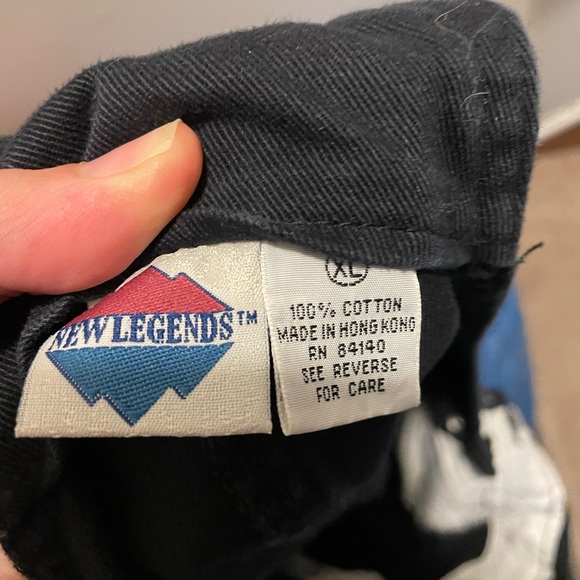 NEW LEGENDS™
XL
100% COTTON
MADE IN HONG KONG
RN 84140
SEE REVERSE
FOR CARE